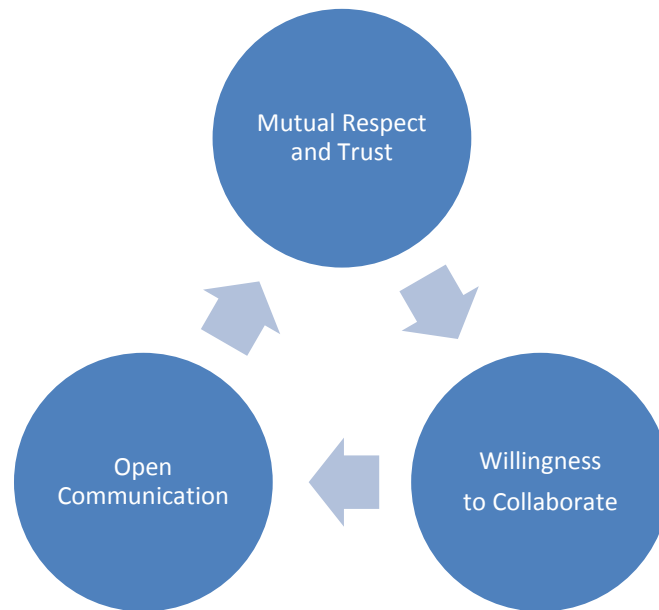 Mutual Respect
and Trust
Willingness
to Collaborate
Open
Communication